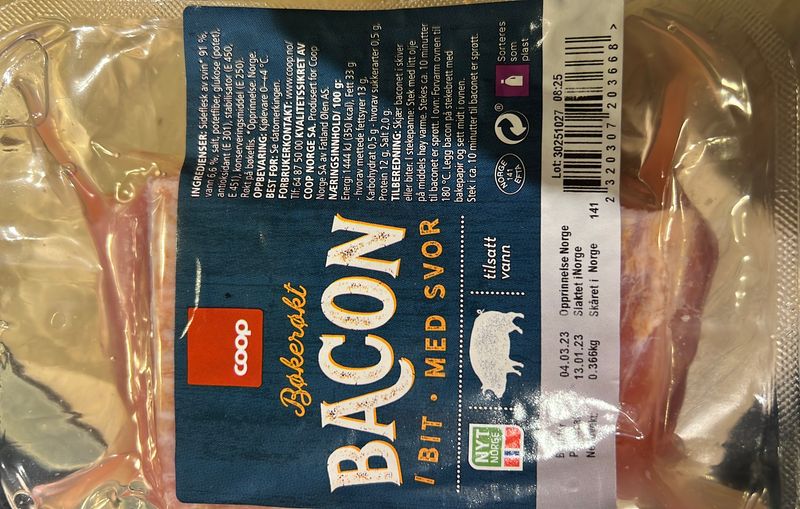 coop
Bøkerøkt
BACON
I BIT • MED SVOR
NYT
NORGE
tilsatt
vann
INGREDIENSER: Sideflesk av svin* 91 %,
vann 6,6 %, salt, potetfiber, glukose (potet),
antioksidant (E 301), stabilisator (E 450,
E 451), konserveringsmiddel (E 250).
Røkt på bøkeflis. *Opprinnelse Norge.
OPPBEVARING: Kjølevare 0–4 °C.
BEST FOR: Se datomerkingen.
FORBRUKERKONTAKT: www.coop.no/
Tlf: 64 87 50 00 KVALITETSSIKRET AV
COOP NORGE SA. Produsert for Coop
Norge SA av Fatland Ølen AS.
NÆRINGSINNHOLD 100 gr:
Energi 1444 kJ (350 kcal), Fett 33 g
- hvorav mettede fettsyrer 13 g,
Karbohydrat 0,5 g - hvorav sukkerarter 0,5 g,
Protein 12 g, Salt 2,0 g.
TILBEREDNING: Skjær baconet i skiver
eller biter. I stekepanne: Stek med litt olje
på middels høy varme. Stekes ca. 10 minutter
til baconet er sprøtt. I ovn: Forvarm ovnen til
180 °C. Legg bacon på stekebrett med
bakepapir og sett midt i ovnen.
Stek i ca. 10 minutter til baconet er sprøtt.
NORGE
141
EFTA
Sorteres
som
plast
04.03.23 Opprinnelse Norge
13.01.23 Slaktet i Norge
0.366kg Skåret i Norge 141
Lot: 30251027 08:25
2 320307 203668 >